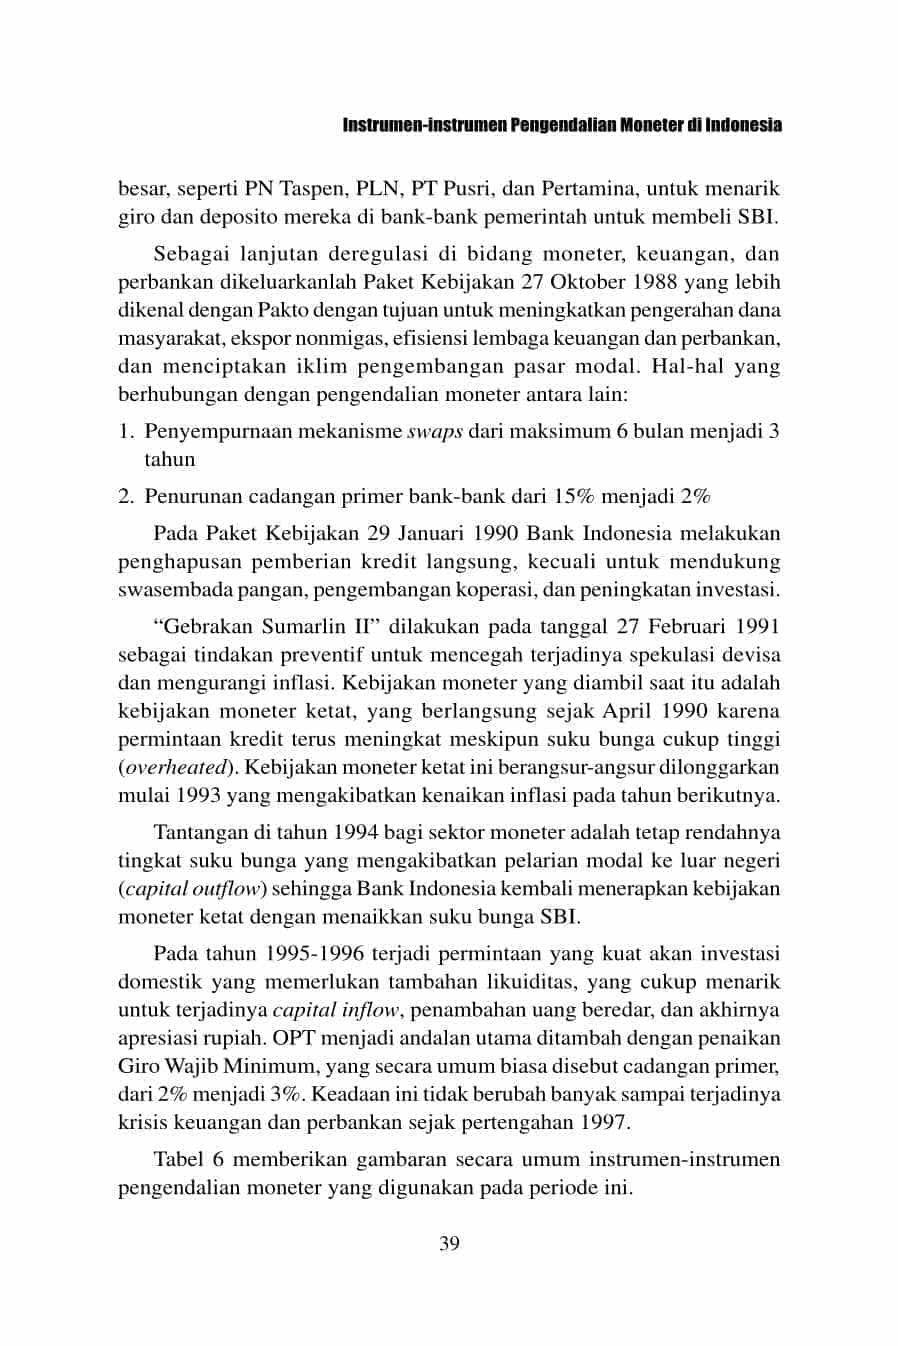 Instrumen-instrumen Pengendalian Moneter di Indonesia
besar, seperti PN Taspen, PLN, PT Pusri, dan Pertamina, untuk menarik
giro dan deposito mereka di bank-bank pemerintah untuk membeli SBI.
Sebagai lanjutan deregulasi di bidang moneter, keuangan, dan
perbankan dikeluarkanlah Paket Kebijakan 27 Oktober 1988 yang lebih
dikenal dengan Pakto dengan tujuan untuk meningkatkan pengerahan dana
masyarakat, ekspor nonmigas, efisiensi lembaga keuangan dan perbankan,
dan menciptakan iklim pengembangan pasar modal. Hal-hal yang
berhubungan dengan pengendalian moneter antara lain:
1. Penyempurnaan mekanisme swaps dari maksimum 6 bulan menjadi 3
tahun
2. Penurunan cadangan primer bank-bank dari 15% menjadi 2%
Pada Paket Kebijakan 29 Januari 1990 Bank Indonesia melakukan
penghapusan pemberian kredit langsung, kecuali untuk mendukung
swasembada pangan, pengembangan koperasi, dan peningkatan investasi.
“Gebrakan Sumarlin II” dilakukan pada tanggal 27 Februari 1991
sebagai tindakan preventif untuk mencegah terjadinya spekulasi devisa
dan mengurangi inflasi. Kebijakan moneter yang diambil saat itu adalah
kebijakan moneter ketat, yang berlangsung sejak April 1990 karena
permintaan kredit terus meningkat meskipun suku bunga cukup tinggi
(overheated). Kebijakan moneter ketat ini berangsur-angsur dilonggarkan
mulai 1993 yang mengakibatkan kenaikan inflasi pada tahun berikutnya.
Tantangan di tahun 1994 bagi sektor moneter adalah tetap rendahnya
tingkat suku bunga yang mengakibatkan pelarian modal ke luar negeri
(capital outflow) sehingga Bank Indonesia kembali menerapkan kebijakan
moneter ketat dengan menaikkan suku bunga SBI.
Pada tahun 1995-1996 terjadi permintaan yang kuat akan investasi
domestik yang memerlukan tambahan likuiditas, yang cukup menarik
untuk terjadinya capital inflow, penambahan uang beredar, dan akhirnya
apresiasi rupiah. OPT menjadi andalan utama ditambah dengan penaikan
Giro Wajib Minimum, yang secara umum biasa disebut cadangan primer,
dari 2% menjadi 3%. Keadaan ini tidak berubah banyak sampai terjadinya
krisis keuangan dan perbankan sejak pertengahan 1997.
Tabel 6 memberikan gambaran secara umum instrumen-instrumen
pengendalian moneter yang digunakan pada periode ini.
39